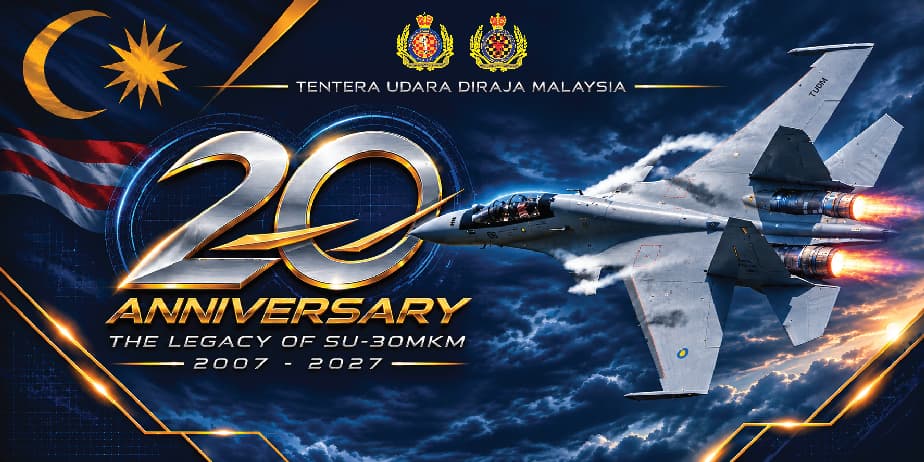 TENTERA UDARA DIRAJA MALAYSIA
TUDM
20
ANNIVERSARY
THE LEGACY OF SU-30MKM
2007 - 2027